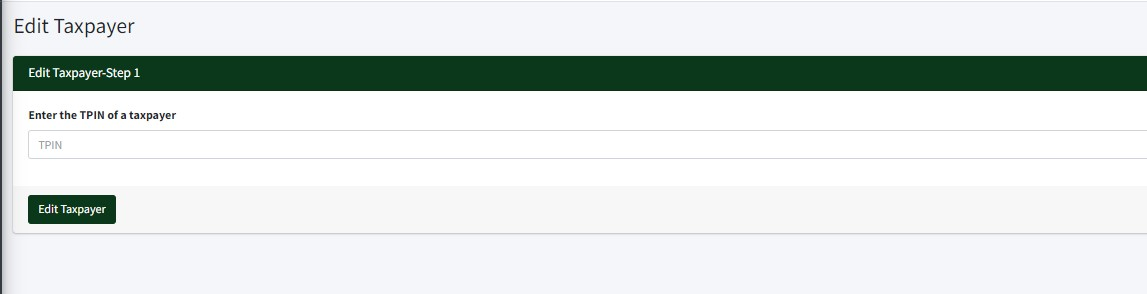 Edit Taxpayer
Edit Taxpayer-Step 1
Enter the TPIN of a taxpayer
TPIN
Edit Taxpayer